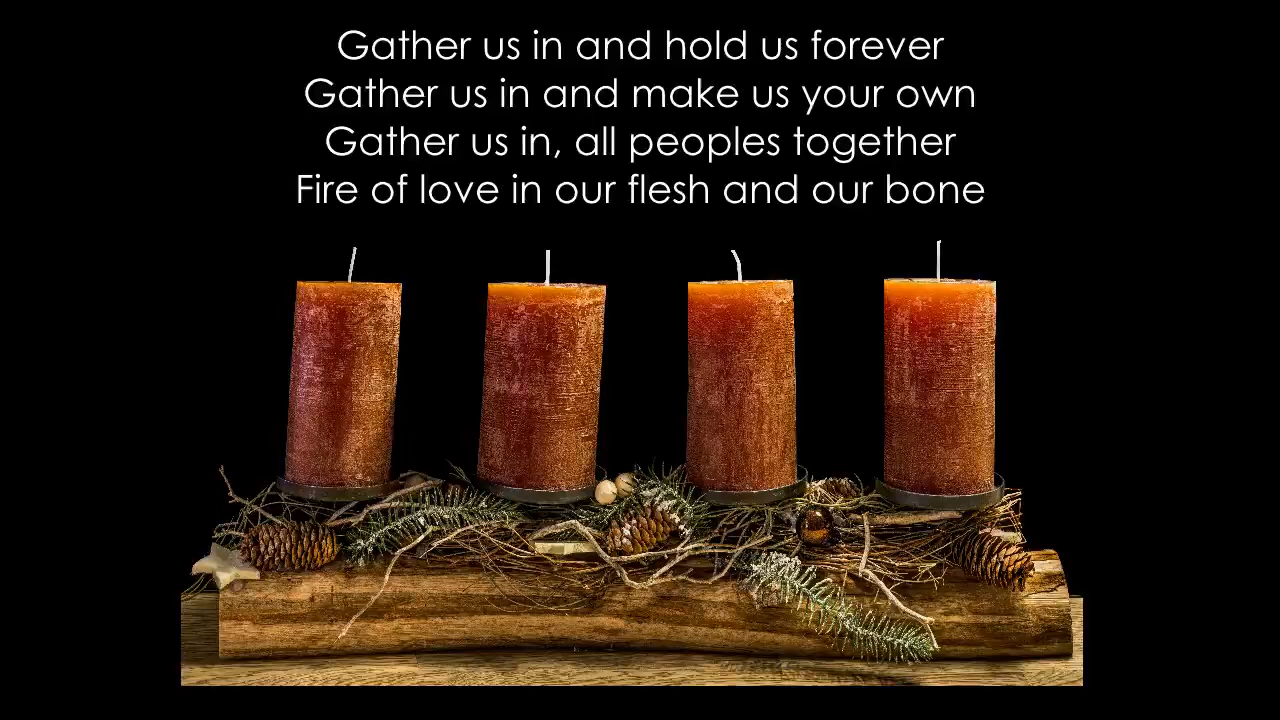 Gather us in and hold us forever
Gather us in and make us your own
Gather us in, all peoples together
Fire of love in our flesh and our bone